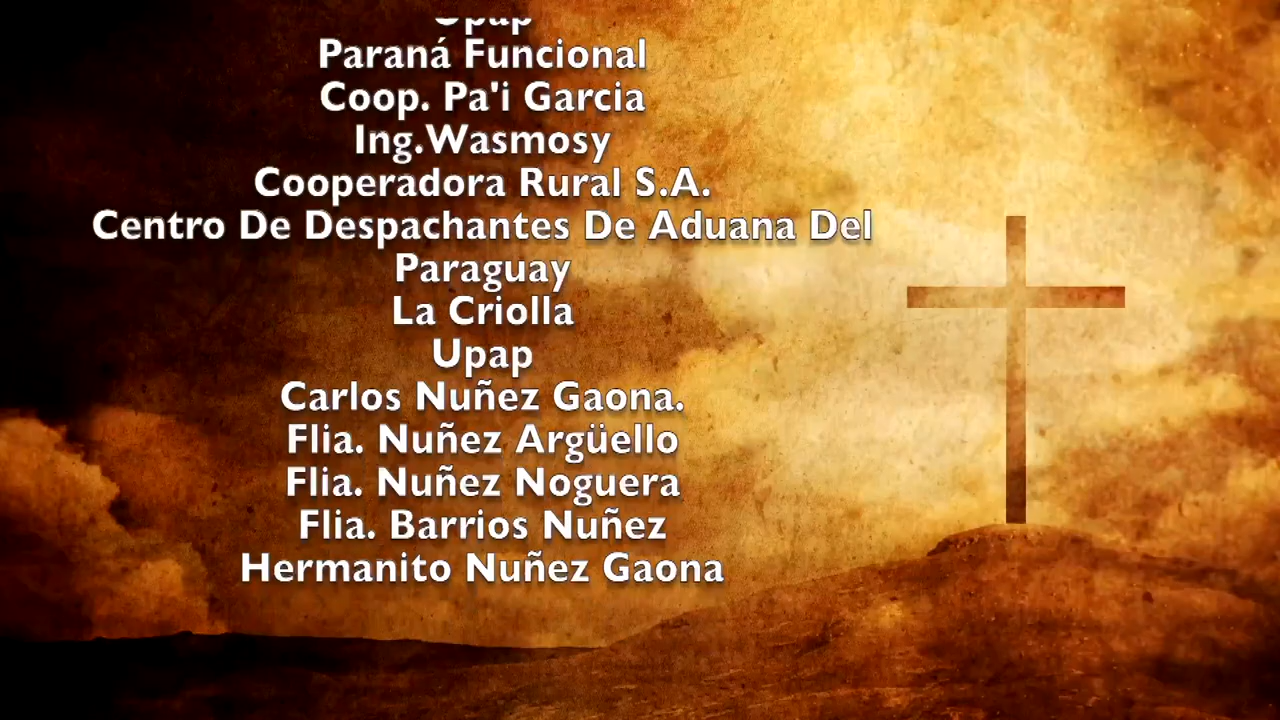 Paraná Funcional
Coop. Pa'i Garcia
Ing.Wasmosy
Cooperadora Rural S.A.
Centro De Despachantes De Aduana Del
Paraguay
La Criolla
Upap
Carlos Nuñez Gaona.
Flia. Nuñez Argüello
Flia. Nuñez Noguera
Flia. Barrios Nuñez
Hermanito Nuñez Gaona